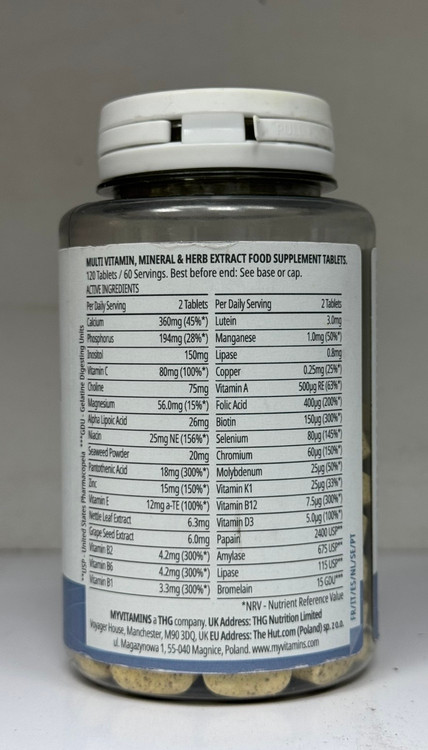 MULTI VITAMIN, MINERAL & HERB EXTRACT FOOD SUPPLEMENT TABLETS.
120 Tablets / 60 Servings. Best before end: See base or cap.
ACTIVE INGREDIENTS
Per Daily Serving 2 Tablets
Calcium 360mg (45%*)
Phosphorus 194mg (28%*)
Inositol 150mg
Vitamin C 80mg (100%*)
Choline 75mg
Magnesium 56.0mg (15%*)
Alpha Lipoic Acid 26mg
Niacin 25mg NE (156%*)
Seaweed Powder 20mg
Pantothenic Acid 18mg (300%*)
Zinc 15mg (150%*)
Vitamin E 12mg a-TE (100%*)
Nettle Leaf Extract 6.3mg
Grape Seed Extract 6.0mg
Vitamin B2 4.2mg (300%*)
Vitamin B6 4.2mg (300%*)
Vitamin B1 3.3mg (300%*)
Per Daily Serving 2 Tablets
Lutein 3.0mg
Manganese 1.0mg (50%*)
Lipase 0.8mg
Copper 0.25mg (25%*)
Vitamin A 500µg RE (63%*)
Folic Acid 400µg (200%*)
Biotin 150µg (300%*)
Selenium 80µg (145%*)
Chromium 60µg (150%*)
Molybdenum 25µg (50%*)
Vitamin K1 25µg (33%*)
Vitamin B12 7.5µg (300%*)
Vitamin D3 5.0µg (100%*)
Papain 2400 USP**
Amylase 675 USP**
Lipase 115 USP**
Bromelain 15 GDU***
*NRV - Nutrient Reference Value
**USP - United States Pharmacopeia ***GDU - Gelatine Digesting Units
MYVITAMINS a THG company. UK Address: THG Nutrition Limited
Voyager House, Manchester, M90 3DQ, UK EU Address: The Hut.com (Poland) sp. z o.o.
ul. Magazynowa 1, 55-040 Magnice, Poland. www.myvitamins.com
FR/IT/ES/NL/SE/PT